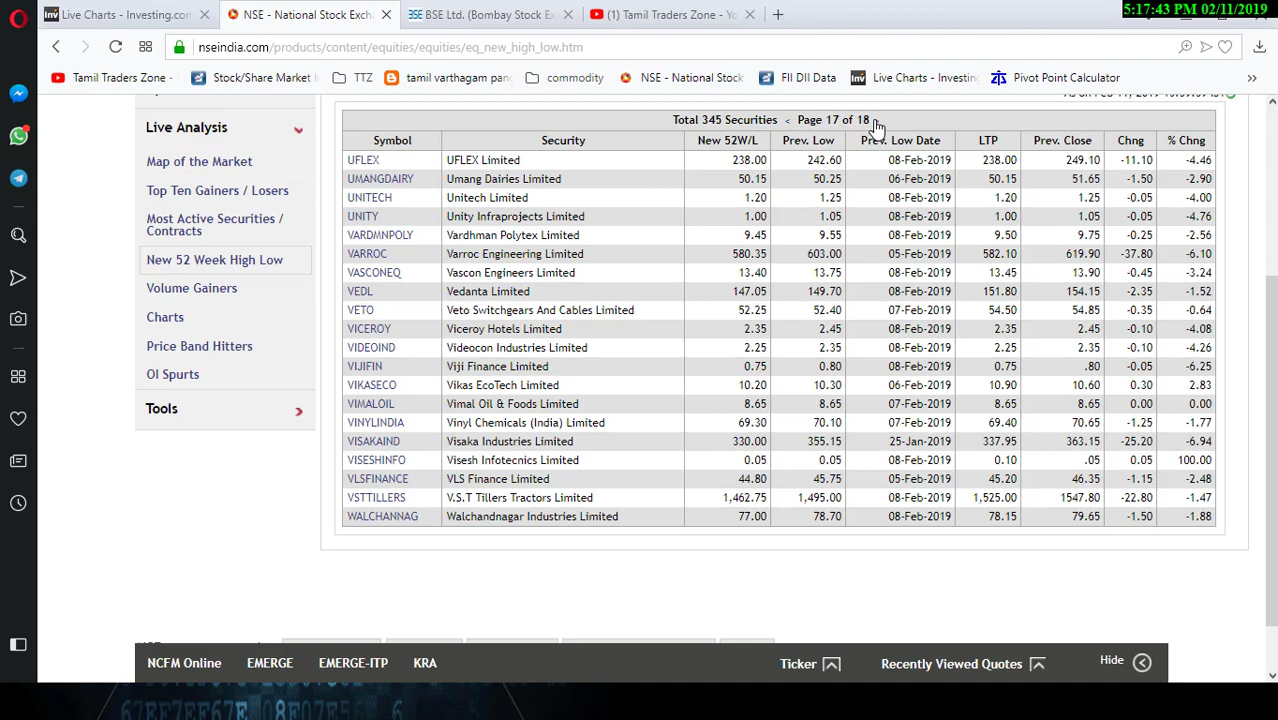 5:17:43 PM 02/11/2019
Live Charts - Investing.com
NSE - National Stock Excha
BSE Ltd. (Bombay Stock Ex
(1) Tamil Traders Zone - Yo
nseindia.com/products/content/equities/equities/eq_new_high_low.htm
Tamil Traders Zone -
Stock/Share Market I
TTZ
tamil varthagam pang
commodity
NSE - National Stock
FII DII Data
Inv Live Charts - Investin
Pivot Point Calculator
Live Analysis
Map of the Market
Top Ten Gainers / Losers
Most Active Securities /
Contracts
New 52 Week High Low
Volume Gainers
Charts
Price Band Hitters
OI Spurts
Tools
Total 345 Securities < Page 17 of 18
Symbol Security New 52W/L Prev. Low Prev. Low Date LTP Prev. Close Chng % Chng
UFLEX UFLEX Limited 238.00 242.60 08-Feb-2019 238.00 249.10 -11.10 -4.46
UMANGDAIRY Umang Dairies Limited 50.15 50.25 06-Feb-2019 50.15 51.65 -1.50 -2.90
UNITECH Unitech Limited 1.20 1.25 08-Feb-2019 1.20 1.25 -0.05 -4.00
UNITY Unity Infraprojects Limited 1.00 1.05 08-Feb-2019 1.00 1.05 -0.05 -4.76
VARDMNPOLY Vardhman Polytex Limited 9.45 9.55 08-Feb-2019 9.50 9.75 -0.25 -2.56
VARROC Varroc Engineering Limited 580.35 603.00 05-Feb-2019 582.10 619.90 -37.80 -6.10
VASCONEQ Vascon Engineers Limited 13.40 13.75 08-Feb-2019 13.45 13.90 -0.45 -3.24
VEDL Vedanta Limited 147.05 149.70 08-Feb-2019 151.80 154.15 -2.35 -1.52
VETO Veto Switchgears And Cables Limited 52.25 52.40 07-Feb-2019 54.50 54.85 -0.35 -0.64
VICEROY Viceroy Hotels Limited 2.35 2.45 08-Feb-2019 2.35 2.45 -0.10 -4.08
VIDEOIND Videocon Industries Limited 2.25 2.35 08-Feb-2019 2.25 2.35 -0.10 -4.26
VIJIFIN Viji Finance Limited 0.75 0.80 08-Feb-2019 0.75 .80 -0.05 -6.25
VIKASECO Vikas EcoTech Limited 10.20 10.30 06-Feb-2019 10.90 10.60 0.30 2.83
VIMALOIL Vimal Oil & Foods Limited 8.65 8.65 07-Feb-2019 8.65 8.65 0.00 0.00
VINYLINDIA Vinyl Chemicals (India) Limited 69.30 70.10 07-Feb-2019 69.40 70.65 -1.25 -1.77
VISAKAIND Visaka Industries Limited 330.00 355.15 25-Jan-2019 337.95 363.15 -25.20 -6.94
VISESHINFO Visesh Infotecnics Limited 0.05 0.05 08-Feb-2019 0.10 .05 0.05 100.00
VLSFINANCE VLS Finance Limited 44.80 45.75 05-Feb-2019 45.20 46.35 -1.15 -2.48
VSTTILLERS V.S.T Tillers Tractors Limited 1,462.75 1,495.00 08-Feb-2019 1,525.00 1547.80 -22.80 -1.47
WALCHANNAG Walchandnagar Industries Limited 77.00 78.70 08-Feb-2019 78.15 79.65 -1.50 -1.88
NCFM Online EMERGE EMERGE-ITP KRA Ticker Recently Viewed Quotes Hide